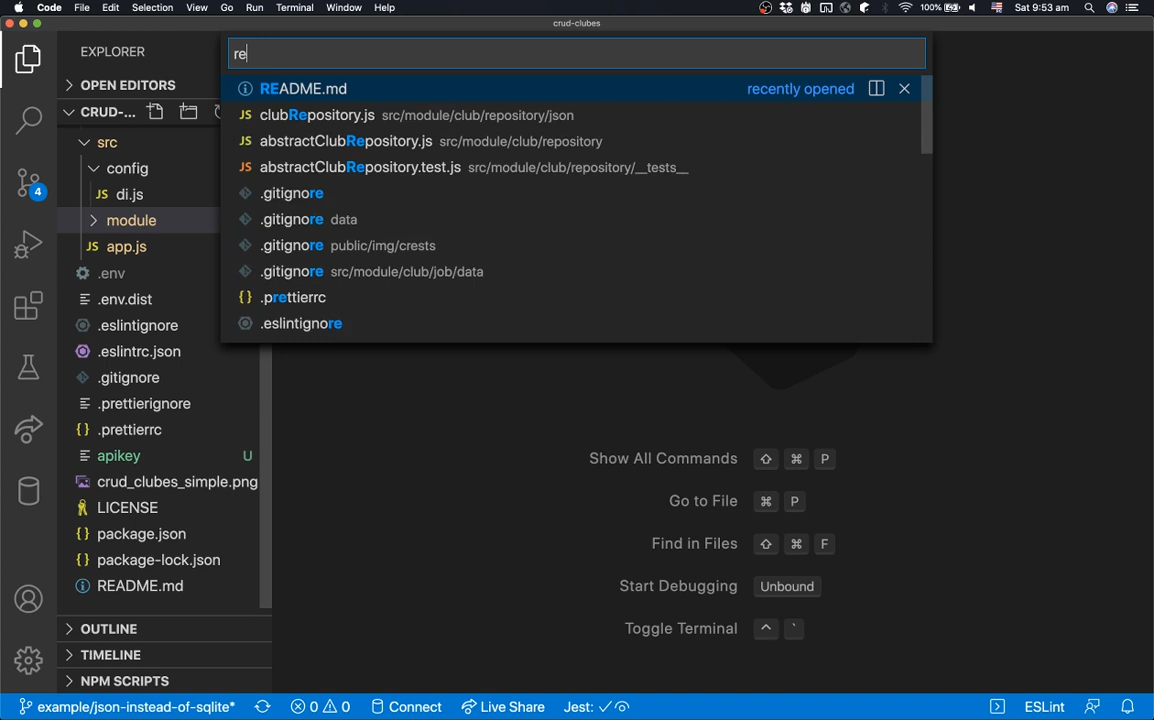 Code File Edit Selection View Go Run Terminal Window Help 100% Sat 9:53 am
crud-clubes
EXPLORER
OPEN EDITORS
CRUD-...
src
config
JS di.js
module
JS app.js
.env
.env.dist
.eslintignore
.eslintrc.json
.gitignore
.prettierignore
{} .prettierrc
apikey U
crud_clubes_simple.png
LICENSE
{} package.json
{} package-lock.json
README.md
OUTLINE
TIMELINE
NPM SCRIPTS
4
re
README.md recently opened
JS clubRepository.js src/module/club/repository/json
JS abstractClubRepository.js src/module/club/repository
JS abstractClubRepository.test.js src/module/club/repository/__tests__
.gitignore
.gitignore data
.gitignore public/img/crests
.gitignore src/module/club/job/data
{} .prettierrc
.eslintignore
Show All Commands ⇧ ⌘ P
Go to File ⌘ P
Find in Files ⇧ ⌘ F
Start Debugging Unbound
Toggle Terminal ^ `
example/json-instead-of-sqlite* 0 0 Connect Live Share Jest: ESLint